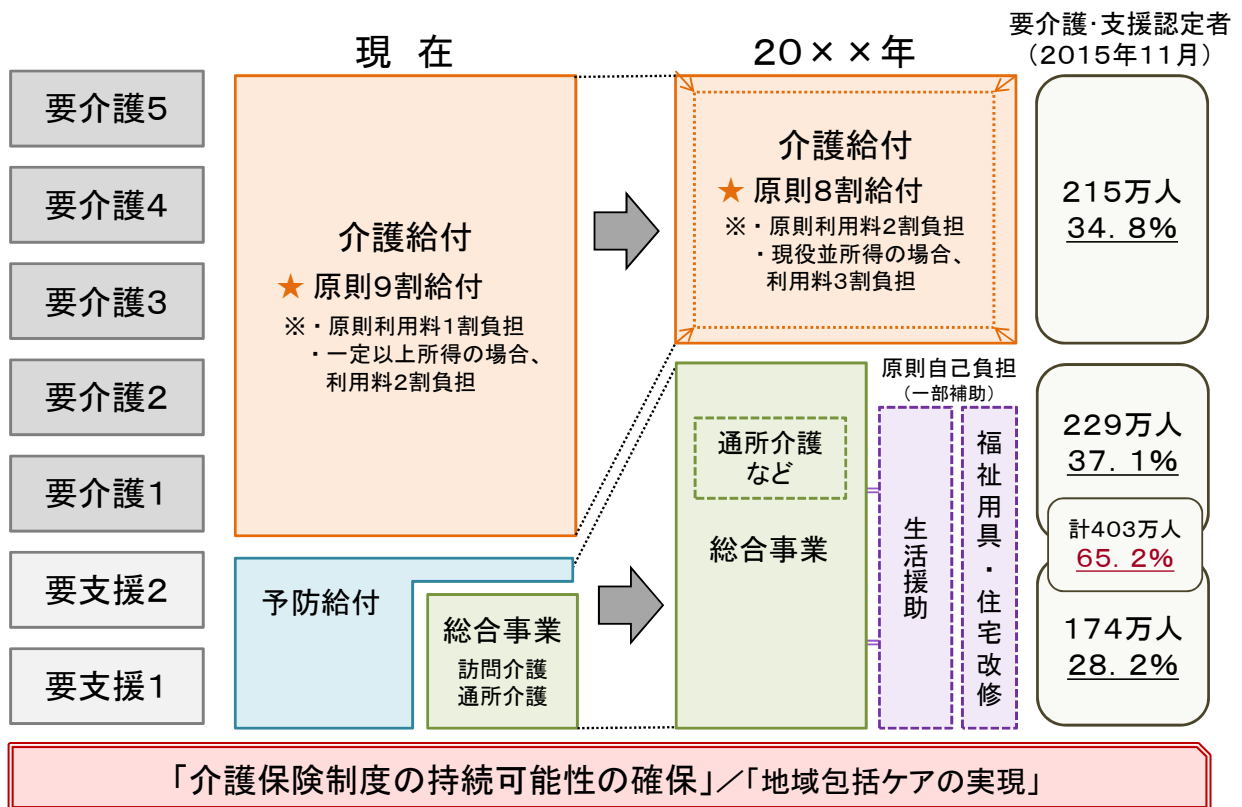 現 在
20××年
要介護・支援認定者
（2015年11月）
要介護5
要介護4
要介護3
要介護2
要介護1
要支援2
要支援1
介護給付
★ 原則9割給付
※・原則利用料1割負担
・一定以上所得の場合、
利用料2割負担
予防給付
総合事業
訪問介護
通所介護
介護給付
★ 原則8割給付
※・原則利用料2割負担
・現役並所得の場合、
利用料3割負担
通所介護
など
総合事業
原則自己負担
（一部補助）
生活援助
福祉用具・住宅改修
215万人
34. 8%
229万人
37. 1%
計403万人
65. 2%
174万人
28. 2%
「介護保険制度の持続可能性の確保」／「地域包括ケアの実現」